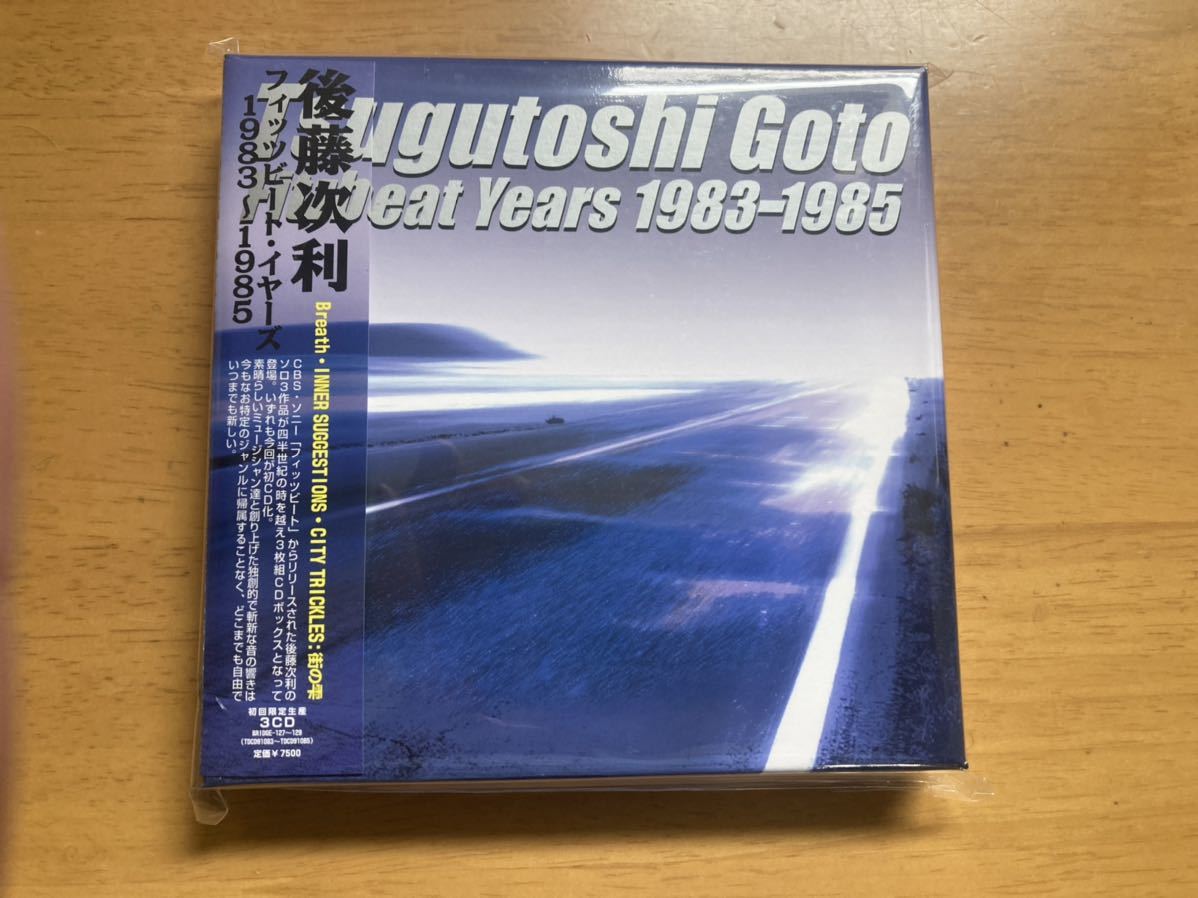 ugutoshi Goto
beat Years 1983-1985
後藤次利
フィッツビート・イヤーズ
1983〜1985
Breath・INNER SUGGESTIONS・CITY TRICKLES:街の雫
CBS・ソニー「フィッツビート」からリリースされた後藤次利の
ソロ3作品が四半世紀の時を越え3枚組CDボックスとなって
登場。いずれも今回が初CD化。
素晴らしいミュージシャン達と創り上げた独創的で斬新な音の響きは
今もなお特定のジャンルに帰属することなく、どこまでも自由で
いつまでも新しい。
初回限定生産
3CD
BRIDGE-127〜129
(TDCD91083〜TDCD91085)
定価¥7500